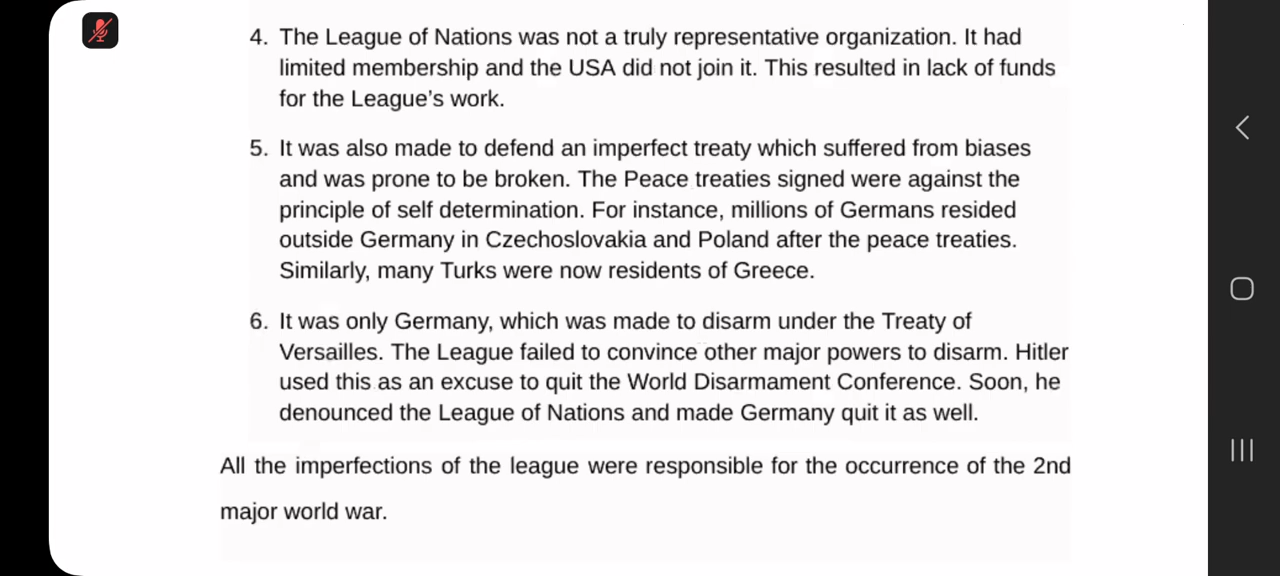 4. The League of Nations was not a truly representative organization. It had
limited membership and the USA did not join it. This resulted in lack of funds
for the League's work.
5. It was also made to defend an imperfect treaty which suffered from biases
and was prone to be broken. The Peace treaties signed were against the
principle of self determination. For instance, millions of Germans resided
outside Germany in Czechoslovakia and Poland after the peace treaties.
Similarly, many Turks were now residents of Greece.
6. It was only Germany, which was made to disarm under the Treaty of
Versailles. The League failed to convince other major powers to disarm. Hitler
used this as an excuse to quit the World Disarmament Conference. Soon, he
denounced the League of Nations and made Germany quit it as well.
All the imperfections of the league were responsible for the occurrence of the 2nd
major world war.